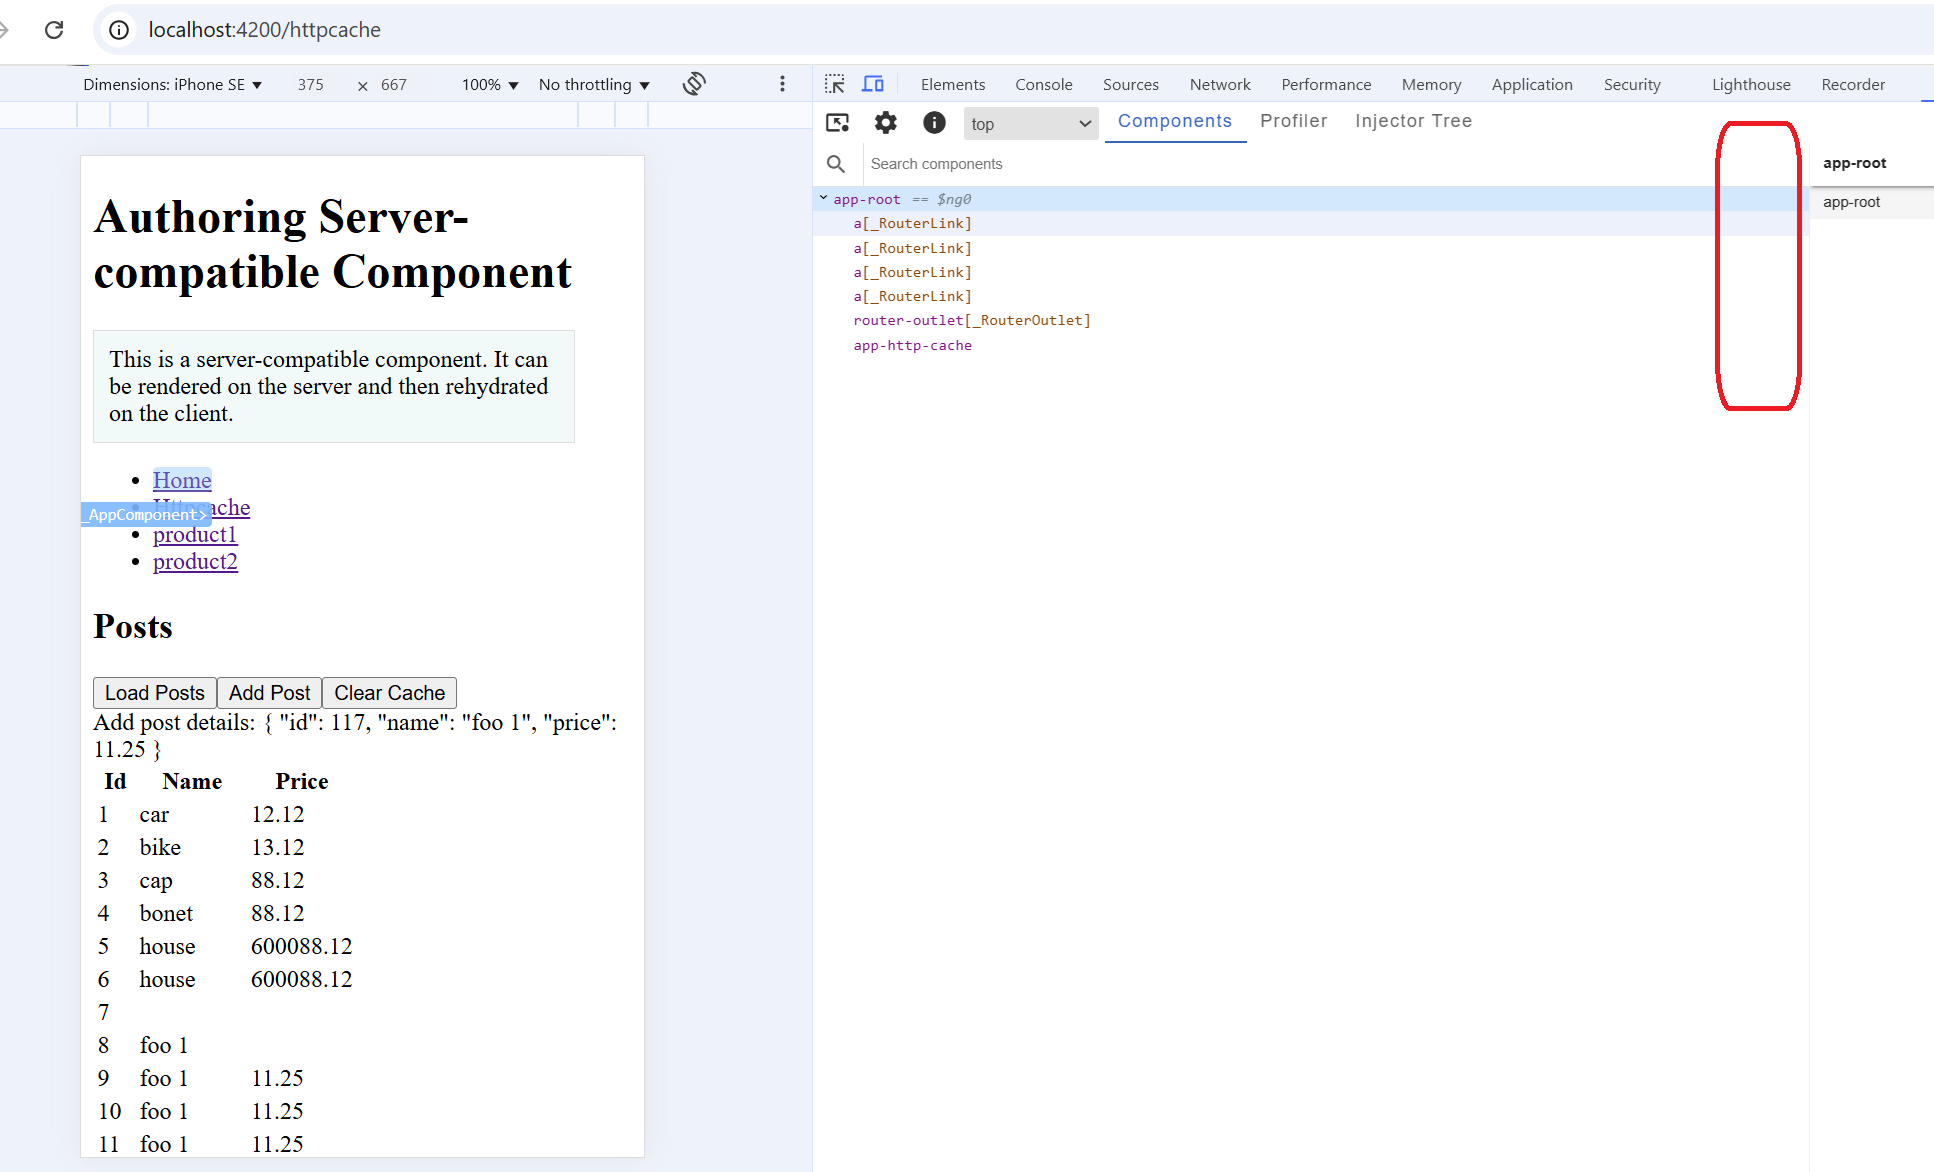 localhost:4200/httpcache
Dimensions: iPhone SE ▼ 375 × 667 100% ▼ No throttling ▼
Elements Console Sources Network Performance Memory Application Security Lighthouse Recorder
top Components Profiler Injector Tree
Search components
app-root == $ng0
a[_RouterLink]
a[_RouterLink]
a[_RouterLink]
a[_RouterLink]
router-outlet[_RouterOutlet]
app-http-cache
app-root
app-root
Authoring Server-
compatible Component
This is a server-compatible component. It can
be rendered on the server and then rehydrated
on the client.
• Home
• Httpcache
_AppComponent>
• product1
• product2
Posts
Load Posts Add Post Clear Cache
Add post details: { "id": 117, "name": "foo 1", "price":
11.25 }
Id Name Price
1 car 12.12
2 bike 13.12
3 cap 88.12
4 bonet 88.12
5 house 600088.12
6 house 600088.12
7
8 foo 1
9 foo 1 11.25
10 foo 1 11.25
11 foo 1 11.25